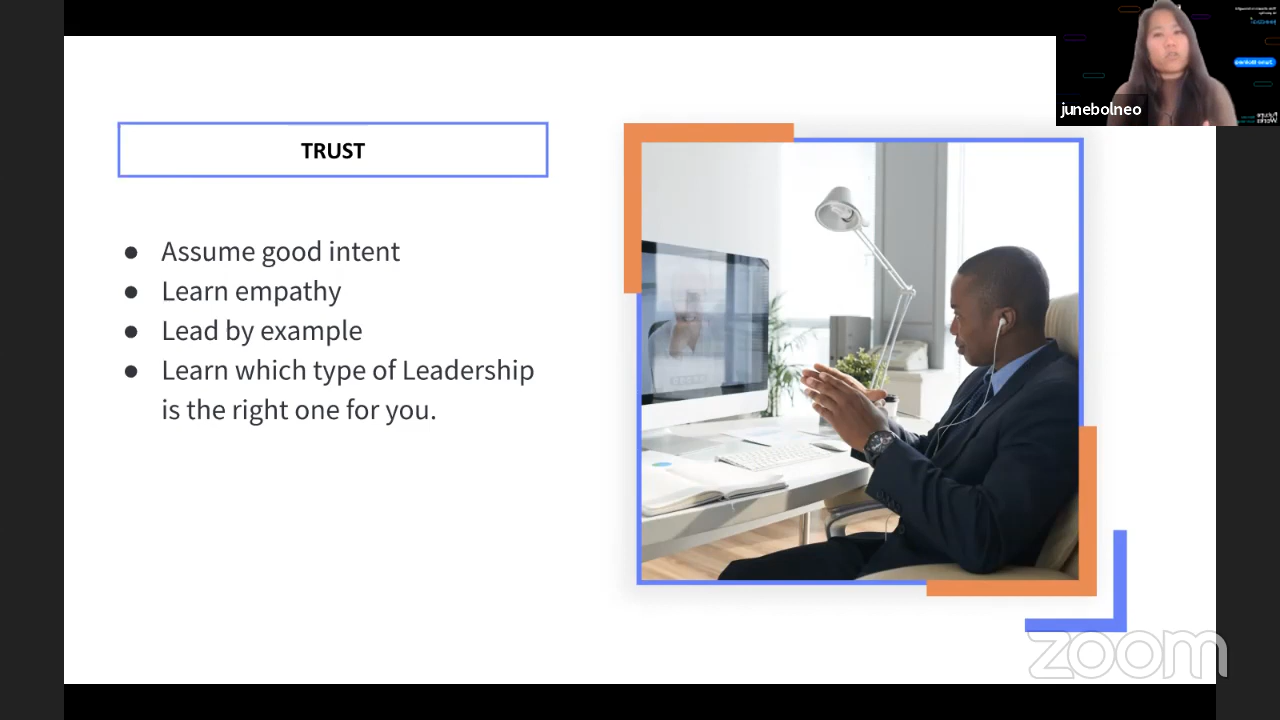 TRUST
● Assume good intent
● Learn empathy
● Lead by example
● Learn which type of Leadership
is the right one for you.
junebolneo
zoom